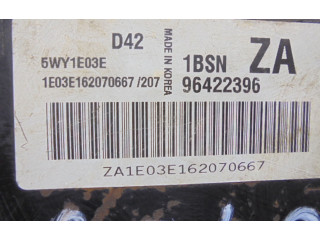 D42
MADE IN KOREA
1BSN ZA
5WY1E03E
1E03E162070667 /207
96422396
ZA1E03E162070667